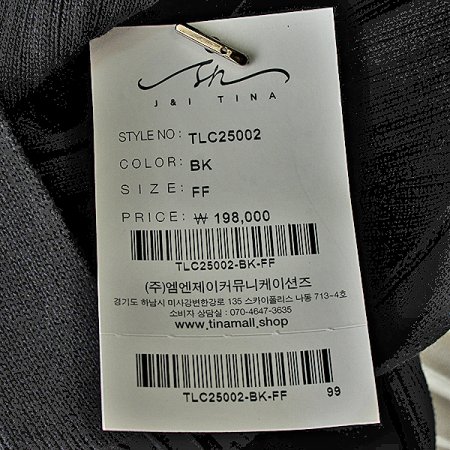 J & I TINA
STYLE NO : TLC25002
COLOR : BK
SIZE : FF
PRICE : ₩ 198,000
TLC25002-BK-FF
(주)엘엔제이커뮤니케이션즈
경기도 하남시 미사강변한강로 135 스카이폴리스 나동 713-4호
소비자 상담실 : 070-4647-3635
www.tinamall.shop
TLC25002-BK-FF 99